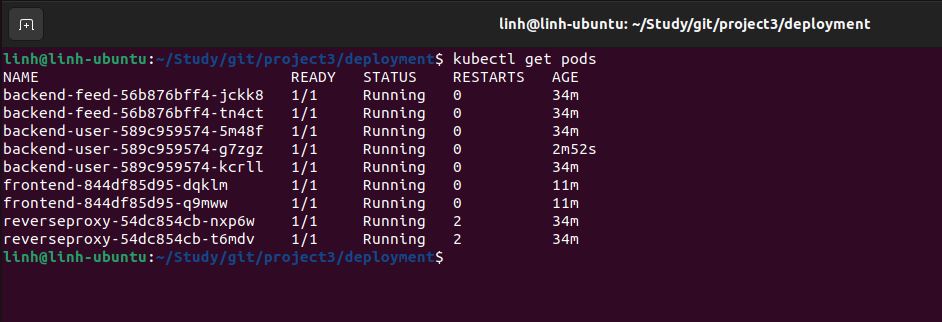 linh@linh-ubuntu: ~/Study/git/project3/deployment
linh@linh-ubuntu:~/Study/git/project3/deployment$ kubectl get pods
NAME READY STATUS RESTARTS AGE
backend-feed-56b876bff4-jckk8 1/1 Running 0 34m
backend-feed-56b876bff4-tn4ct 1/1 Running 0 34m
backend-user-589c959574-5m48f 1/1 Running 0 34m
backend-user-589c959574-g7zgz 1/1 Running 0 2m52s
backend-user-589c959574-kcrll 1/1 Running 0 34m
frontend-844df85d95-dqklm 1/1 Running 0 11m
frontend-844df85d95-q9mww 1/1 Running 0 11m
reverseproxy-54dc854cb-nxp6w 1/1 Running 2 34m
reverseproxy-54dc854cb-t6mdv 1/1 Running 2 34m
linh@linh-ubuntu:~/Study/git/project3/deployment$